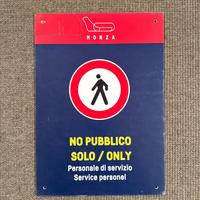 MONZA
NO PUBBLICO
SOLO / ONLY
Personale di servizio
Service personel